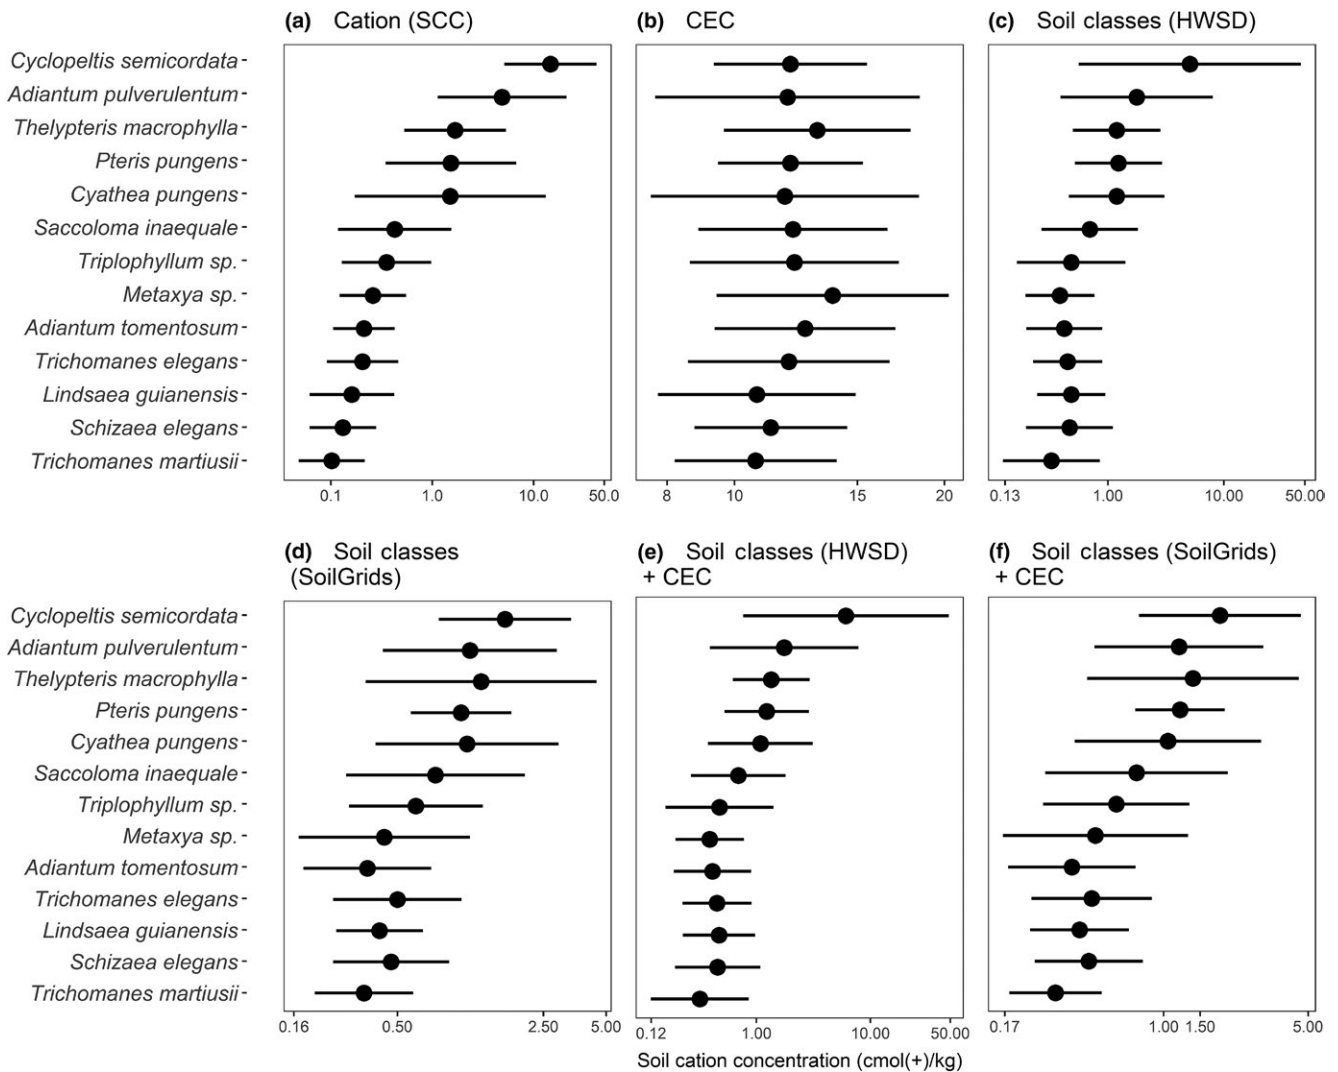 (a) Cation (SCC)
(b) CEC
(c) Soil classes (HWSD)
Cyclopeltis semicordata
Adiantum pulverulentum
Thelypteris macrophylla
Pteris pungens
Cyathea pungens
Saccoloma inaequale
Triplophyllum sp.
Metaxya sp.
Adiantum tomentosum
Trichomanes elegans
Lindsaea guianensis
Schizaea elegans
Trichomanes martiusii
0.1 1.0 10.0 50.0
8 10 15 20
0.13 1.00 10.00 50.00
(d) Soil classes
(SoilGrids)
(e) Soil classes (HWSD)
+ CEC
(f) Soil classes (SoilGrids)
+ CEC
Cyclopeltis semicordata
Adiantum pulverulentum
Thelypteris macrophylla
Pteris pungens
Cyathea pungens
Saccoloma inaequale
Triplophyllum sp.
Metaxya sp.
Adiantum tomentosum
Trichomanes elegans
Lindsaea guianensis
Schizaea elegans
Trichomanes martiusii
0.16 0.50 2.50 5.00
0.12 1.00 10.00 50.00
0.17 1.00 1.50 5.00
Soil cation concentration (cmol(+)/kg)